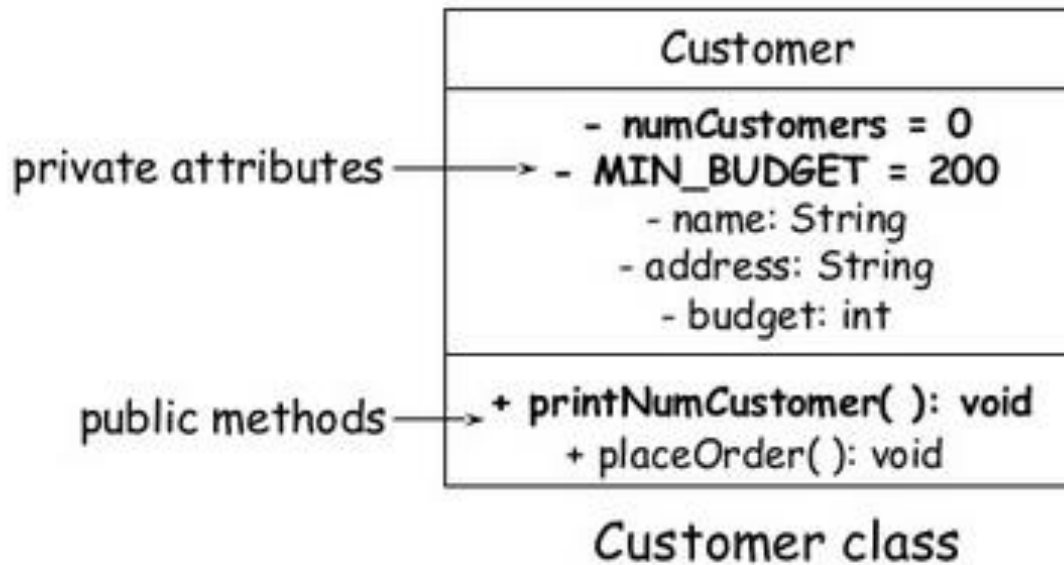 Customer
- numCustomers = 0
private attributes
- MIN_BUDGET = 200
- name: String
- address: String
- budget: int
public methods
+ printNumCustomer( ): void
+ placeOrder( ): void
Customer class